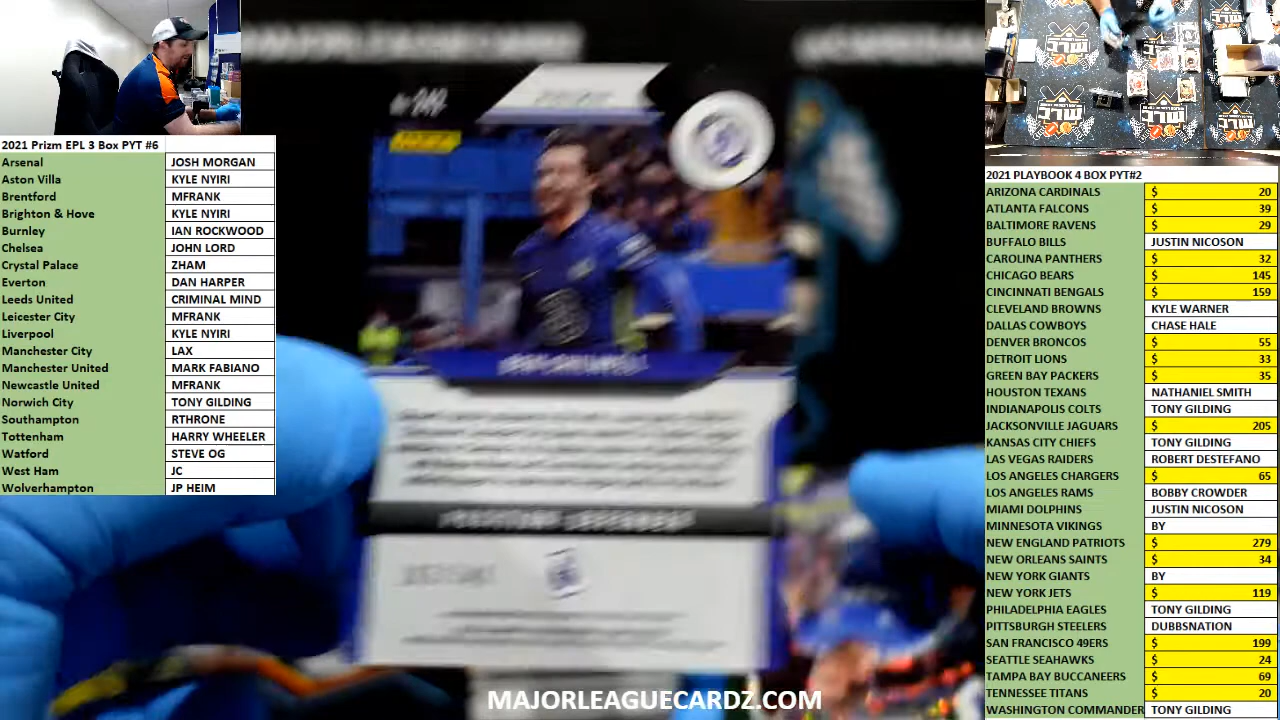 2021 Prizm EPL 3 Box PYT #6
Arsenal JOSH MORGAN
Aston Villa KYLE NYIRI
Brentford MFRANK
Brighton & Hove KYLE NYIRI
Burnley IAN ROCKWOOD
Chelsea JOHN LORD
Crystal Palace ZHAM
Everton DAN HARPER
Leeds United CRIMINAL MIND
Leicester City MFRANK
Liverpool KYLE NYIRI
Manchester City LAX
Manchester United MARK FABIANO
Newcastle United MFRANK
Norwich City TONY GILDING
Southampton RTHRONE
Tottenham HARRY WHEELER
Watford STEVE OG
West Ham JC
Wolverhampton JP HEIM
2021 PLAYBOOK 4 BOX PYT#2
ARIZONA CARDINALS $ 20
ATLANTA FALCONS $ 39
BALTIMORE RAVENS $ 29
BUFFALO BILLS JUSTIN NICOSON
CAROLINA PANTHERS $ 32
CHICAGO BEARS $ 145
CINCINNATI BENGALS $ 159
CLEVELAND BROWNS KYLE WARNER
DALLAS COWBOYS CHASE HALE
DENVER BRONCOS $ 55
DETROIT LIONS $ 33
GREEN BAY PACKERS $ 35
HOUSTON TEXANS NATHANIEL SMITH
INDIANAPOLIS COLTS TONY GILDING
JACKSONVILLE JAGUARS $ 205
KANSAS CITY CHIEFS TONY GILDING
LAS VEGAS RAIDERS ROBERT DESTEFANO
LOS ANGELES CHARGERS $ 65
LOS ANGELES RAMS BOBBY CROWDER
MIAMI DOLPHINS JUSTIN NICOSON
MINNESOTA VIKINGS BY
NEW ENGLAND PATRIOTS $ 279
NEW ORLEANS SAINTS $ 34
NEW YORK GIANTS BY
NEW YORK JETS $ 119
PHILADELPHIA EAGLES TONY GILDING
PITTSBURGH STEELERS DUBBSNATION
SAN FRANCISCO 49ERS $ 199
SEATTLE SEAHAWKS $ 24
TAMPA BAY BUCCANEERS $ 69
TENNESSEE TITANS $ 20
WASHINGTON COMMANDER TONY GILDING
MAJORLEAGUECARDZ.COM